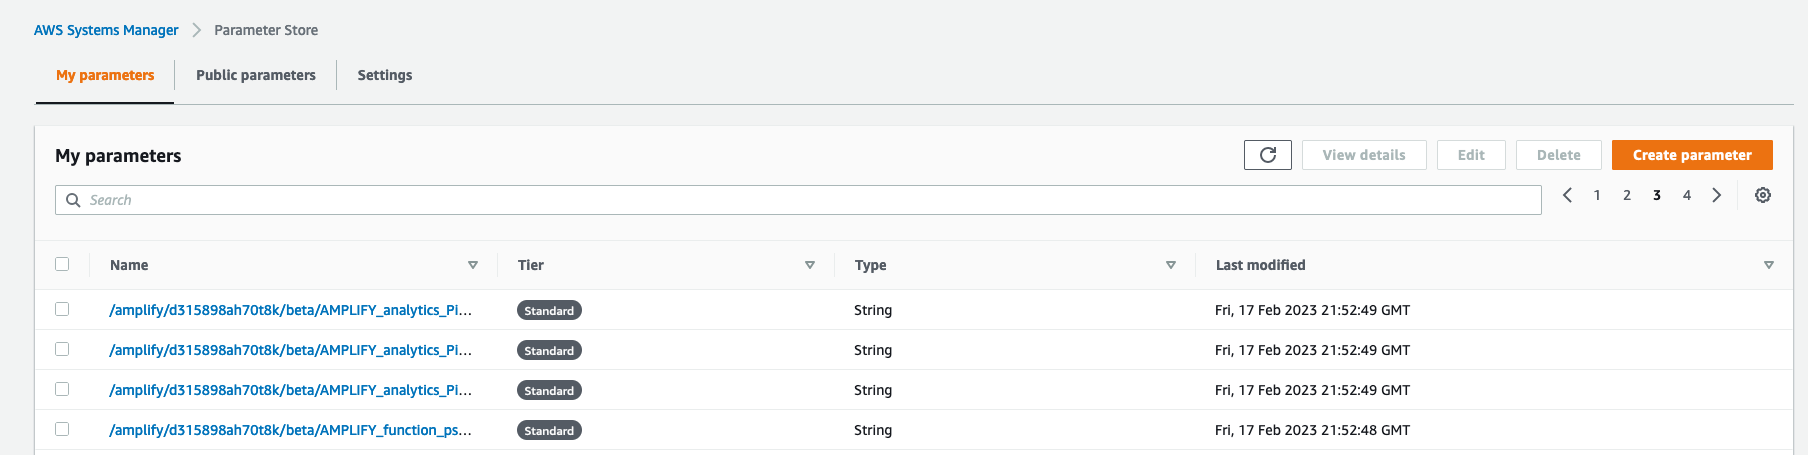 AWS Systems Manager > Parameter Store
My parameters Public parameters Settings
My parameters View details Edit Delete Create parameter
Search 1 2 3 4
Name Tier Type Last modified
/amplify/d315898ah70t8k/beta/AMPLIFY_analytics_Pi... Standard String Fri, 17 Feb 2023 21:52:49 GMT
/amplify/d315898ah70t8k/beta/AMPLIFY_analytics_Pi... Standard String Fri, 17 Feb 2023 21:52:49 GMT
/amplify/d315898ah70t8k/beta/AMPLIFY_analytics_Pi... Standard String Fri, 17 Feb 2023 21:52:49 GMT
/amplify/d315898ah70t8k/beta/AMPLIFY_function_ps... Standard String Fri, 17 Feb 2023 21:52:48 GMT